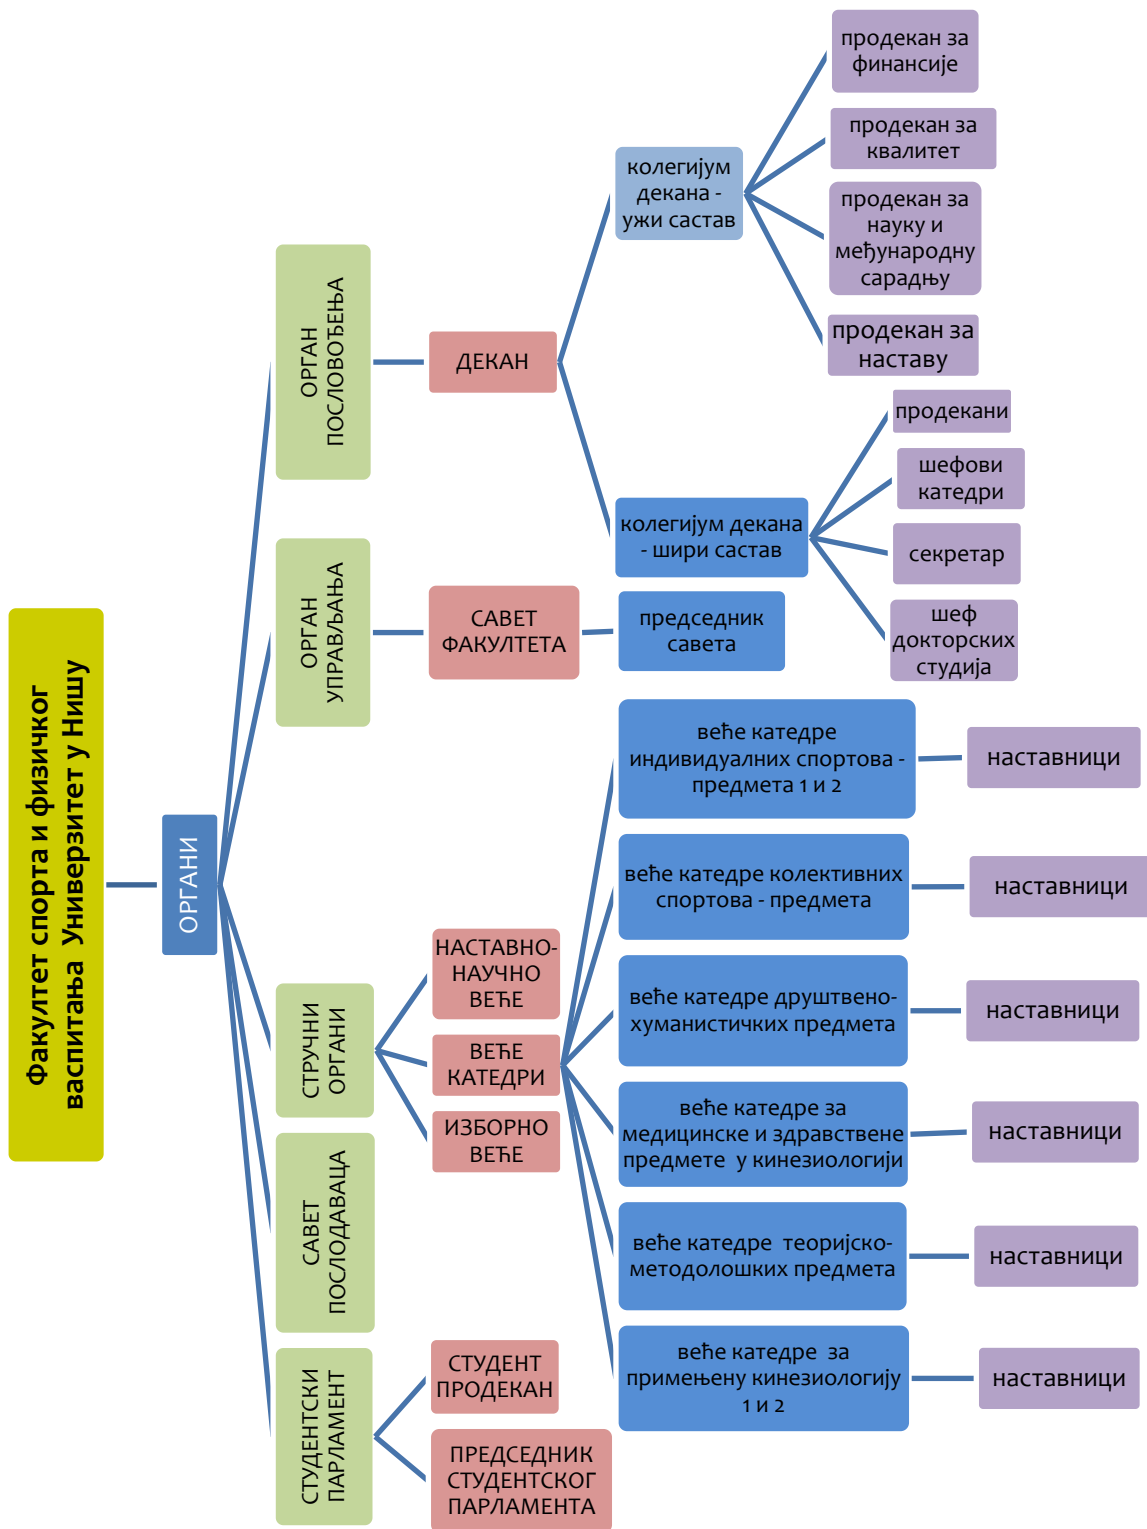 Факултет спорта и физичког
васпитања Универзитет у Нишу
ОРГАНИ
ОРГАН
ПОСЛОВОЂЕЊА
ДЕКАН
колегијум
декана -
ужи састав
продекан за
финансије
продекан за
квалитет
продекан за
науку и
међународну
сарадњу
продекан за
наставу
колегијум декана
- шири састав
продекани
шефови
катедри
секретар
шеф
докторских
студија
ОРГАН
УПРАВЉАЊА
САВЕТ
ФАКУЛТЕТА
председник
савета
СТРУЧНИ
ОРГАНИ
НАСТАВНО-
НАУЧНО
ВЕЋЕ
ВЕЋЕ
КАТЕДРИ
веће катедре
индивидуалних спортова -
предмета 1 и 2
наставници
веће катедре колективних
спортова - предмета
наставници
веће катедре друштвено-
хуманистичких предмета
наставници
веће катедре за
медицинске и здравствене
предмете у кинезиологији
наставници
веће катедре теоријско-
методолошких предмета
наставници
веће катедре за
примењену кинезиологију
1 и 2
наставници
ИЗБОРНО
ВЕЋЕ
САВЕТ
ПОСЛОДАВАЦА
СТУДЕНТСКИ
ПАРЛАМЕНТ
СТУДЕНТ
ПРОДЕКАН
ПРЕДСЕДНИК
СТУДЕНТСКОГ
ПАРЛАМЕНТА